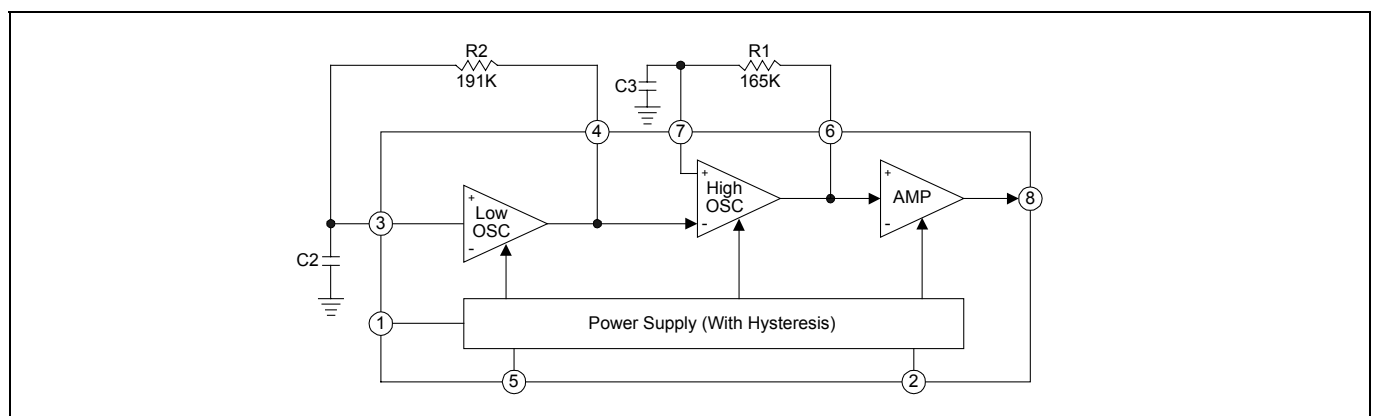 R2
191K
R1
165K
C3
4
7
6
+
Low
OSC
-
+
High
OSC
-
+
AMP
-
3
8
C2
1
Power Supply (With Hysteresis)
5
2